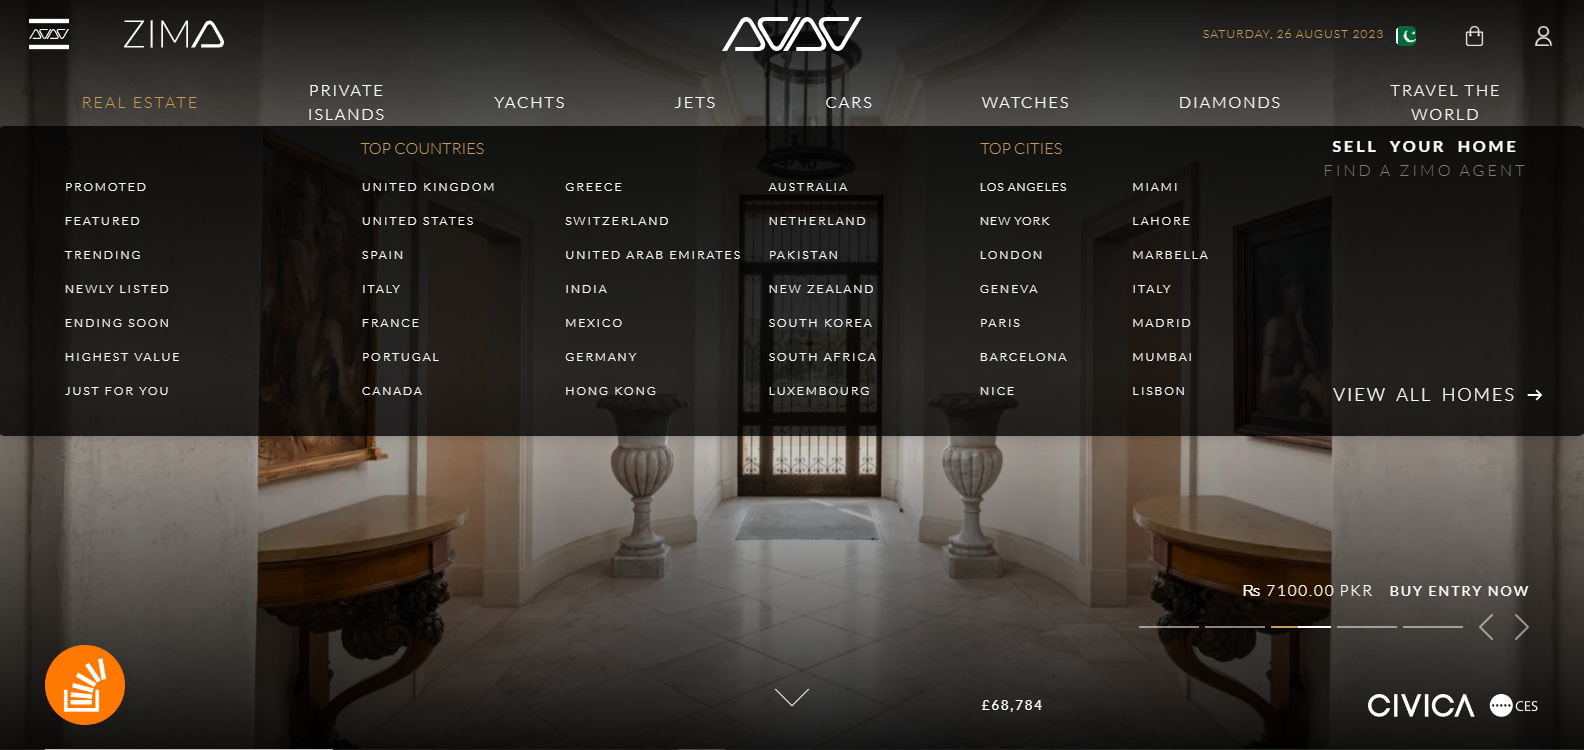 ZIMA
SATURDAY, 26 AUGUST 2023
REAL ESTATE
PRIVATE
ISLANDS
YACHTS
JETS
CARS
WATCHES
DIAMONDS
TRAVEL THE
WORLD
PROMOTED
FEATURED
TRENDING
NEWLY LISTED
ENDING SOON
HIGHEST VALUE
JUST FOR YOU
TOP COUNTRIES
UNITED KINGDOM
UNITED STATES
SPAIN
ITALY
FRANCE
PORTUGAL
CANADA
GREECE
SWITZERLAND
UNITED ARAB EMIRATES
INDIA
MEXICO
GERMANY
HONG KONG
AUSTRALIA
NETHERLAND
PAKISTAN
NEW ZEALAND
SOUTH KOREA
SOUTH AFRICA
LUXEMBOURG
TOP CITIES
LOS ANGELES
NEW YORK
LONDON
GENEVA
PARIS
BARCELONA
NICE
MIAMI
LAHORE
MARBELLA
ITALY
MADRID
MUMBAI
LISBON
SELL YOUR HOME
FIND A ZIMO AGENT
VIEW ALL HOMES
₨ 7100.00 PKR BUY ENTRY NOW
£68,784
CIVICA CES